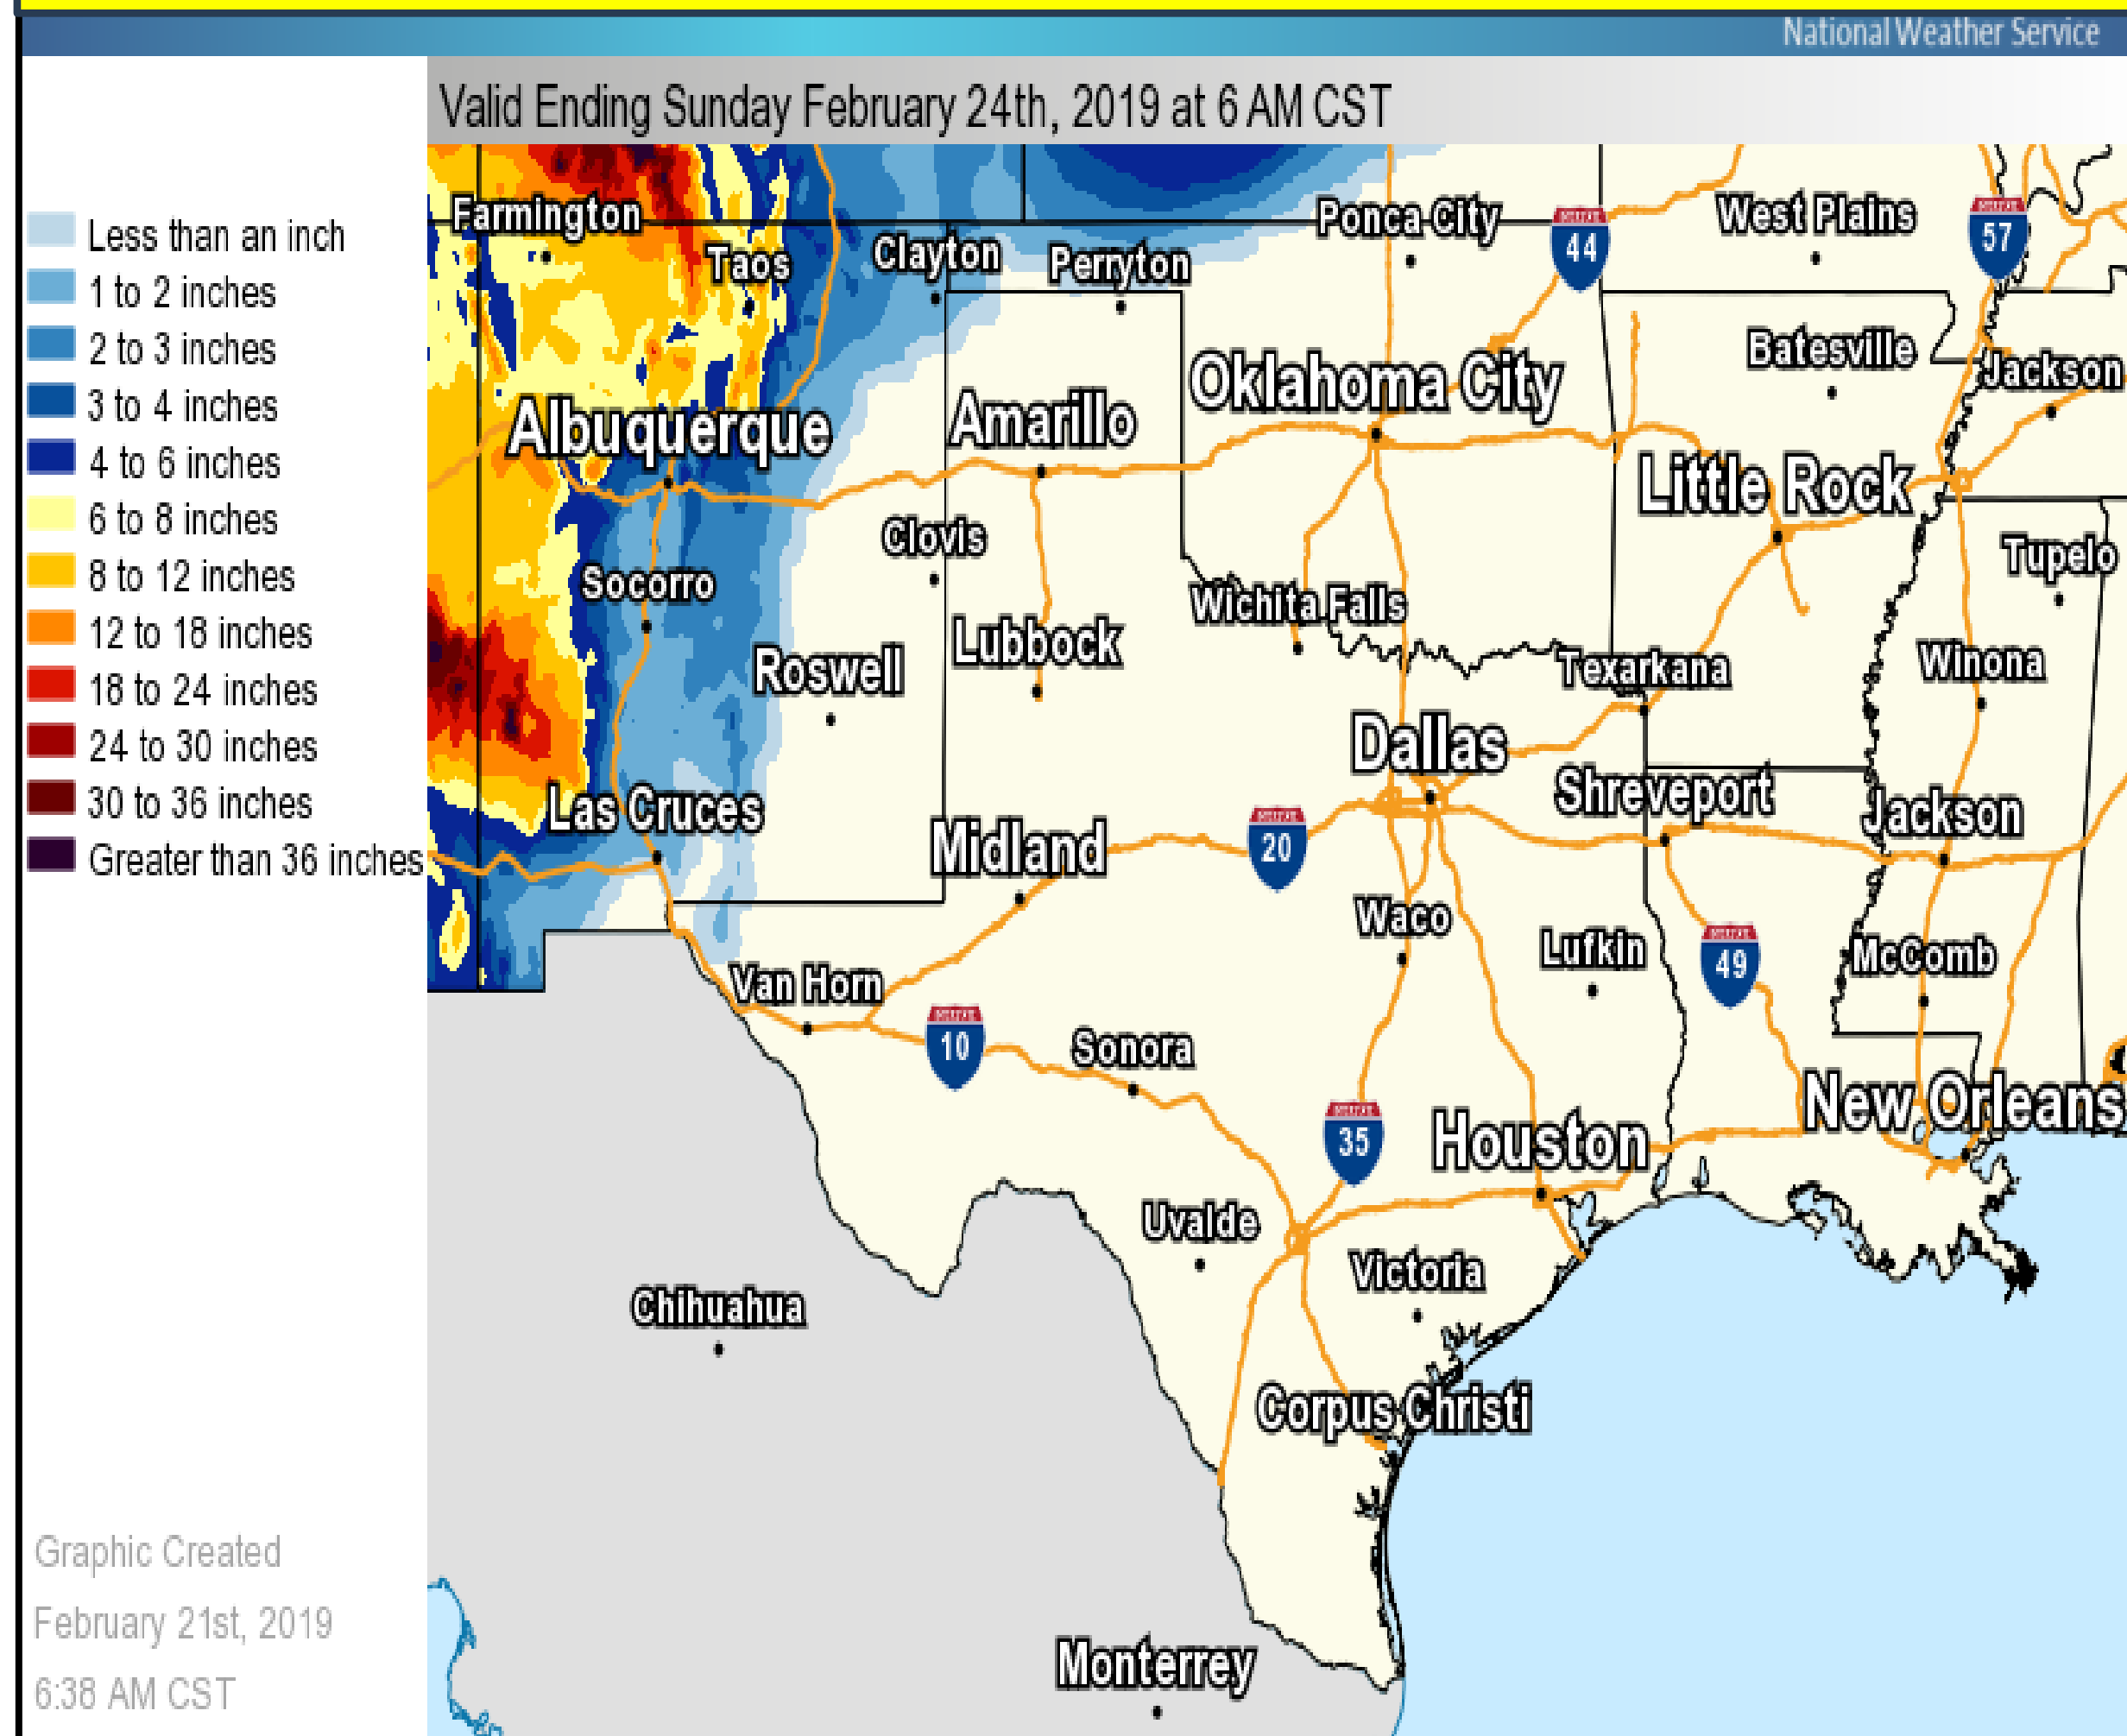 National Weather Service
Valid Ending Sunday February 24th, 2019 at 6 AM CST
Less than an inch
1 to 2 inches
2 to 3 inches
3 to 4 inches
4 to 6 inches
6 to 8 inches
8 to 12 inches
12 to 18 inches
18 to 24 inches
24 to 30 inches
30 to 36 inches
Greater than 36 inches
Farmington
Taos
Clayton
Perryton
Ponca City
44
West Plains
57
Batesville
Jackson
Albuquerque
Amarillo
Oklahoma City
Little Rock
Clovis
Tupelo
Socorro
Wichita Falls
Roswell
Lubbock
Texarkana
Winona
Dallas
Shreveport
Las Cruces
Midland
20
Jackson
Waco
Lufkin
49
McComb
Van Horn
10
Sonora
35
Houston
New Orleans
Uvalde
Victoria
Chihuahua
Corpus Christi
Monterrey
Graphic Created
February 21st, 2019
6:38 AM CST